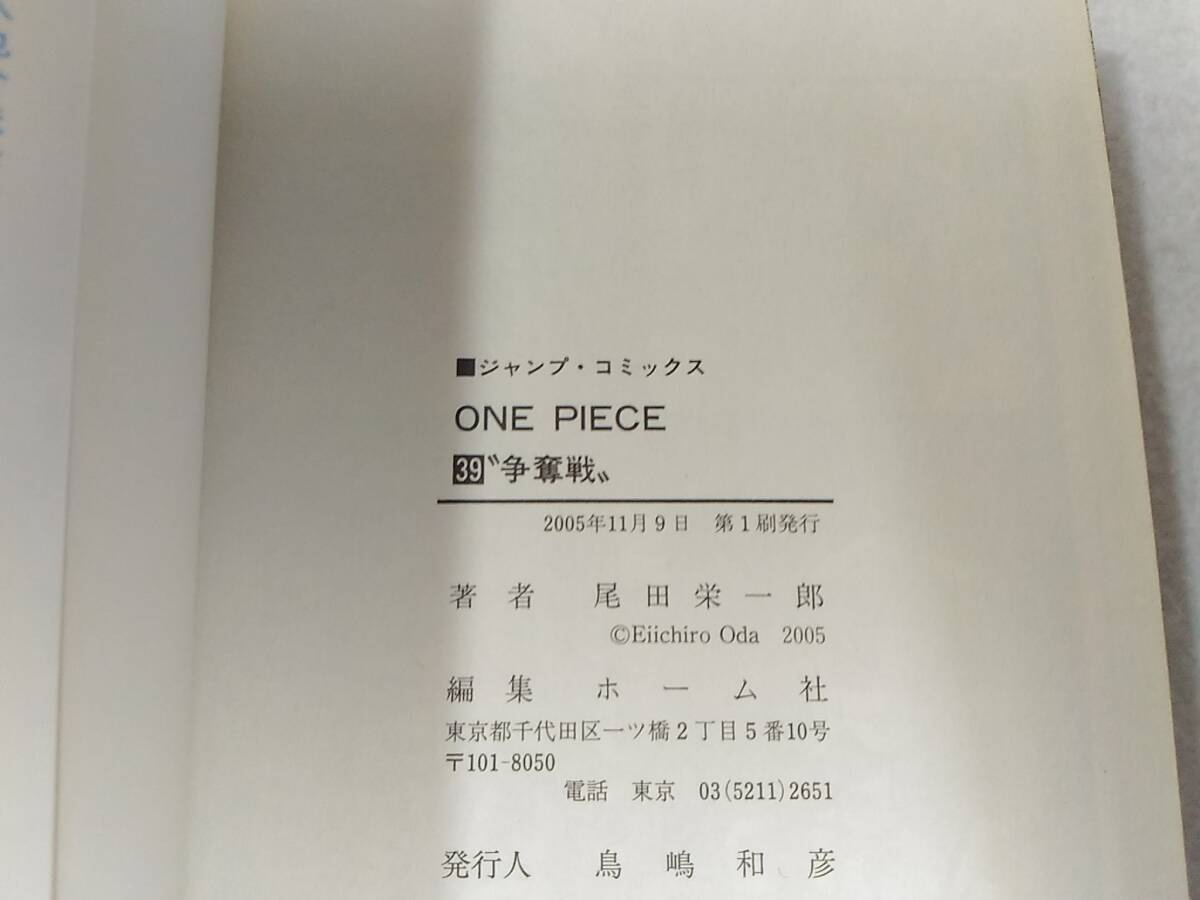 ■ジャンプ・コミックス
ONE PIECE
39〝争奪戦〟
2005年11月9日　第1刷発行
著者　尾田栄一郎
©Eiichiro Oda　2005
編集　ホーム社
東京都千代田区一ツ橋2丁目5番10号
〒101-8050
電話　東京　03(5211)2651
発行人　鳥嶋和彦